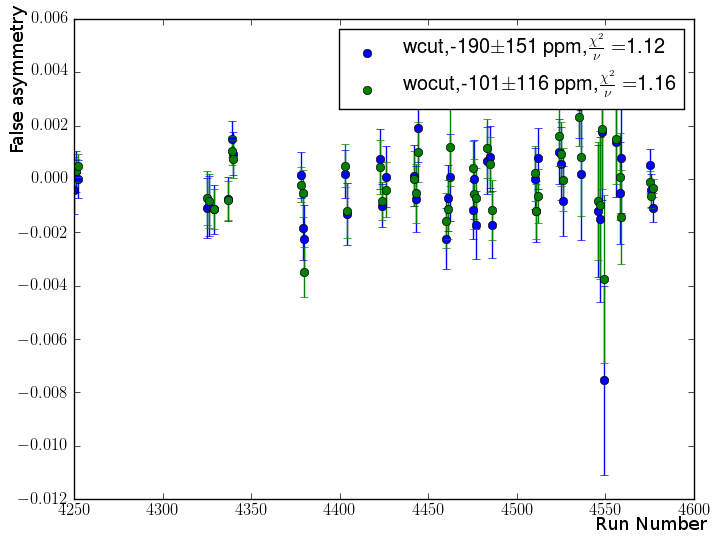 False asymmetry
0.006
0.004
0.002
0.000
−0.002
−0.004
−0.006
−0.008
−0.010
−0.012
wcut,-190±151 ppm,χ²/ν =1.12
wocut,-101±116 ppm,χ²/ν =1.16
4250 4300 4350 4400 4450 4500 4550 4600
Run Number